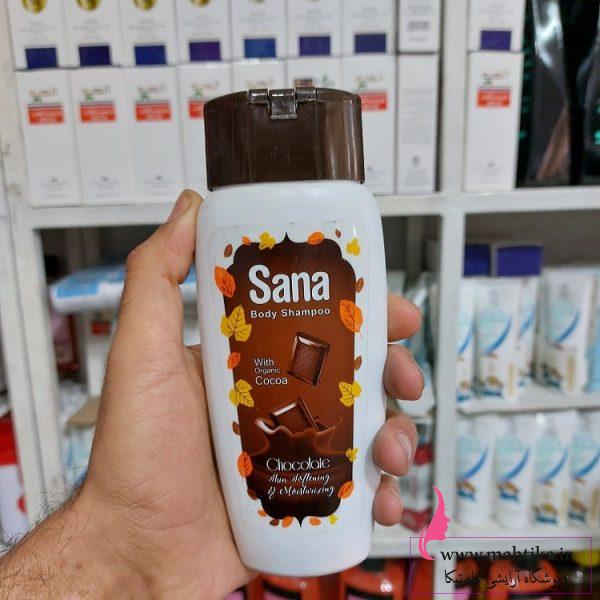 Sana
Body Shampoo
With
Organic
Cocoa
Chocolate
Skin Softening
& Moisturizing
www.mahtika.ir
فروشگاه آرایشی ماه تیکا